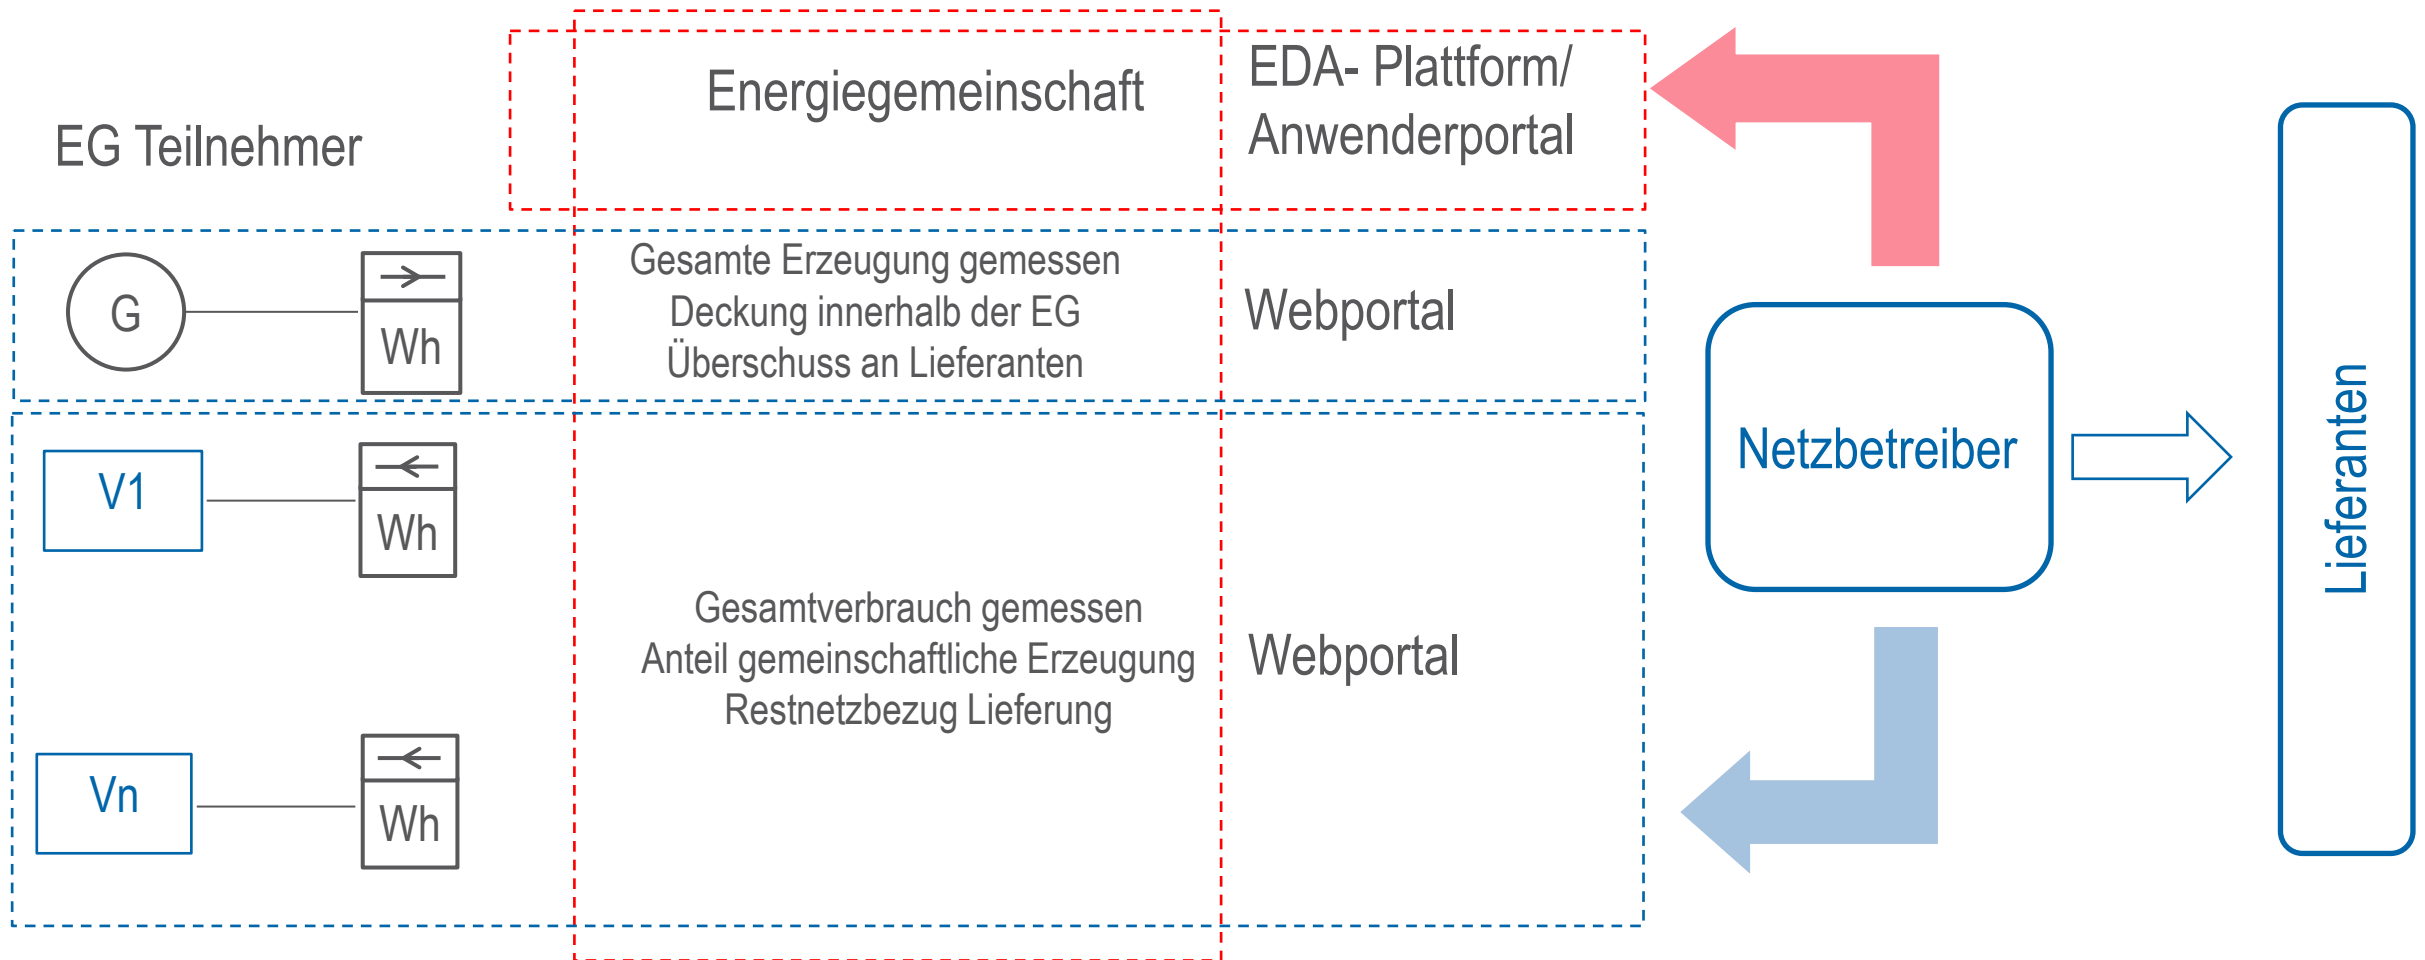 Energiegemeinschaft
EDA- Plattform/
Anwenderportal
EG Teilnehmer
G
Wh
Gesamte Erzeugung gemessen
Deckung innerhalb der EG
Überschuss an Lieferanten
Webportal
V1
Wh
Vn
Wh
Gesamtverbrauch gemessen
Anteil gemeinschaftliche Erzeugung
Restnetzbezug Lieferung
Webportal
Netzbetreiber
Lieferanten